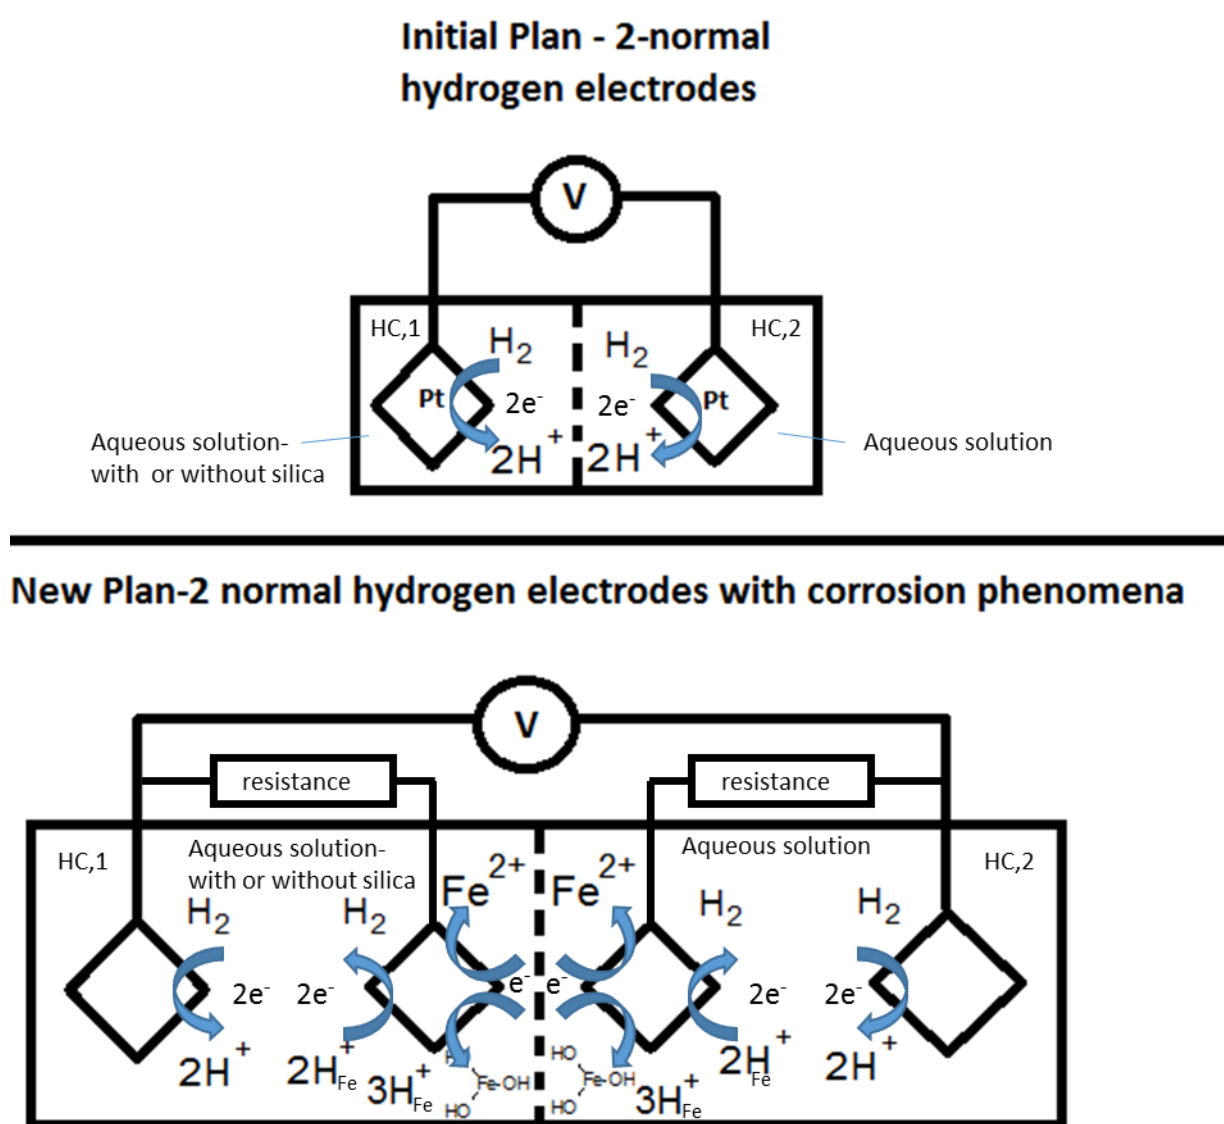 Initial Plan - 2-normal
hydrogen electrodes
V
HC,1
HC,2
H₂
H₂
Pt
2e⁻
2e⁻
Pt
Aqueous solution-
with or without silica
2H⁺
2H⁺
Aqueous solution
New Plan-2 normal hydrogen electrodes with corrosion phenomena
V
resistance
resistance
HC,1
Aqueous solution-
with or without silica
Aqueous solution
HC,2
Fe²⁺
Fe²⁺
H₂
H₂
H₂
H₂
2e⁻
2e⁻
e⁻
e⁻
2e⁻
2e⁻
2H⁺
2H⁺Fe
3H⁺Fe
HO
Fe-OH
HO
HO
Fe-OH
HO
3H⁺Fe
2H⁺Fe
2H⁺